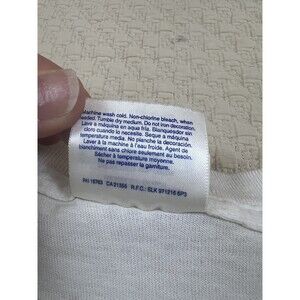 Machine wash cold. Non-chlorine bleach, when
needed. Tumble dry medium. Do not iron decoration.
Lave a máquina en agua fria. Blanqueador sin
cloro cuando lo necesite. Seque a máquina a
temperatura media. No planche la decoración.
Laver à la machine à l'eau froide. Agent de
blanchiment sans chlore seulement au besoin.
Sécher à température moyenne.
Ne pas repasser la garniture.
RN 16763 CA 21355 R.F.C. SLK 971216 6P3